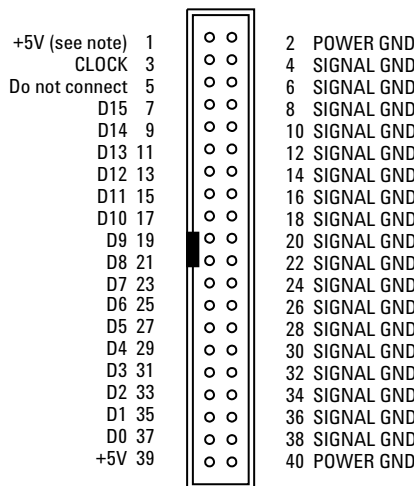 +5V (see note) 1 2 POWER GND
CLOCK 3 4 SIGNAL GND
Do not connect 5 6 SIGNAL GND
D15 7 8 SIGNAL GND
D14 9 10 SIGNAL GND
D13 11 12 SIGNAL GND
D12 13 14 SIGNAL GND
D11 15 16 SIGNAL GND
D10 17 18 SIGNAL GND
D9 19 20 SIGNAL GND
D8 21 22 SIGNAL GND
D7 23 24 SIGNAL GND
D6 25 26 SIGNAL GND
D5 27 28 SIGNAL GND
D4 29 30 SIGNAL GND
D3 31 32 SIGNAL GND
D2 33 34 SIGNAL GND
D1 35 36 SIGNAL GND
D0 37 38 SIGNAL GND
+5V 39 40 POWER GND